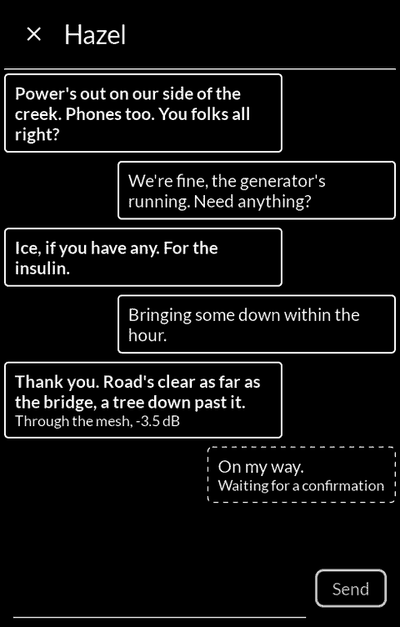 Hazel
Power's out on our side of the
creek. Phones too. You folks all
right?
We're fine, the generator's
running. Need anything?
Ice, if you have any. For the
insulin.
Bringing some down within the
hour.
Thank you. Road's clear as far as
the bridge, a tree down past it.
Through the mesh, -3.5 dB
On my way.
Waiting for a confirmation
Send